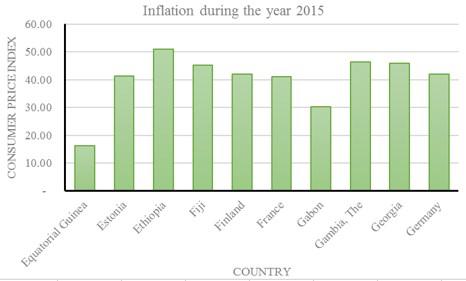 Inflation during the year 2015
CONSUMER PRICE INDEX
60.00
50.00
40.00
30.00
20.00
10.00
-
Equatorial Guinea
Estonia
Ethiopia
Fiji
Finland
France
Gabon
Gambia, The
Georgia
Germany
COUNTRY